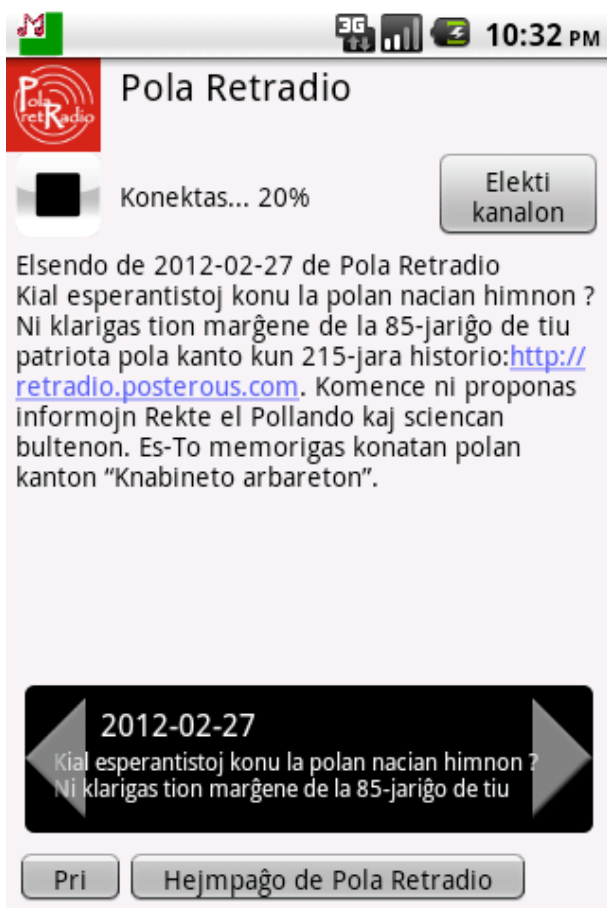 3G
10:32 PM
Pola
retRadio
Pola Retradio
Konektas... 20%
Elekti
kanalon
Elsendo de 2012-02-27 de Pola Retradio
Kial esperantistoj konu la polan nacian himnon ?
Ni klarigas tion marĝene de la 85-jariĝo de tiu
patriota pola kanto kun 215-jara historio:http://
retradio.posterous.com. Komence ni proponas
informojn Rekte el Pollando kaj sciencan
bultenon. Es-To memorigas konatan polan
kanton “Knabineto arbareton”.
2012-02-27
Kial esperantistoj konu la polan nacian himnon ?
Ni klarigas tion marĝene de la 85-jariĝo de tiu
Pri
Hejmpaĝo de Pola Retradio